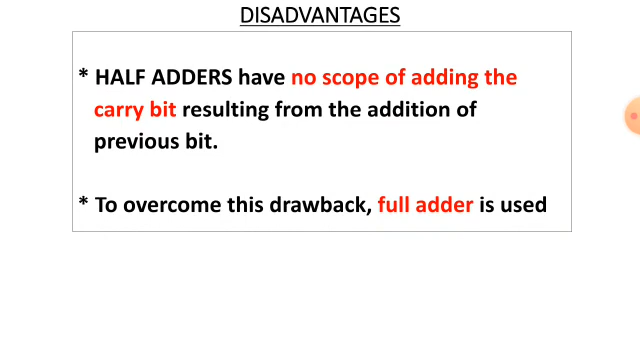 DISADVANTAGES
* HALF ADDERS have no scope of adding the
carry bit resulting from the addition of
previous bit.
* To overcome this drawback, full adder is used